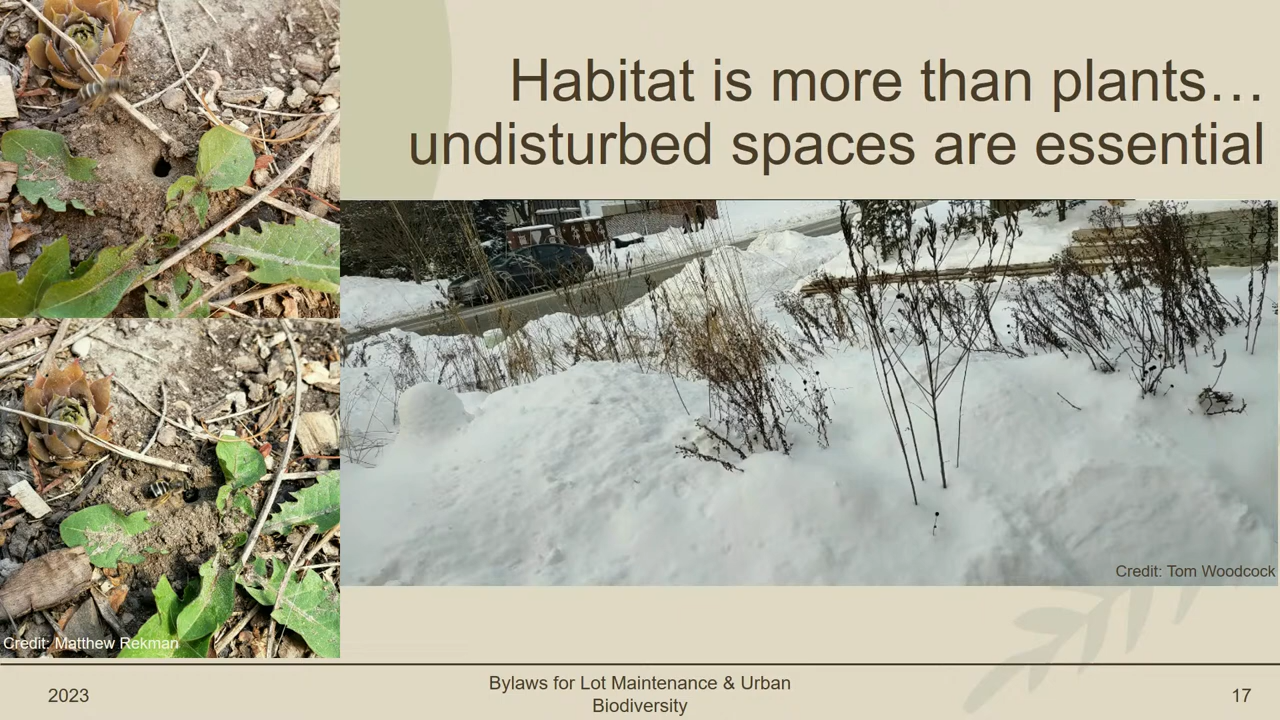 Habitat is more than plants…
undisturbed spaces are essential
Credit: Tom Woodcock
Credit: Matthew Rekman
2023
Bylaws for Lot Maintenance & Urban
Biodiversity
17